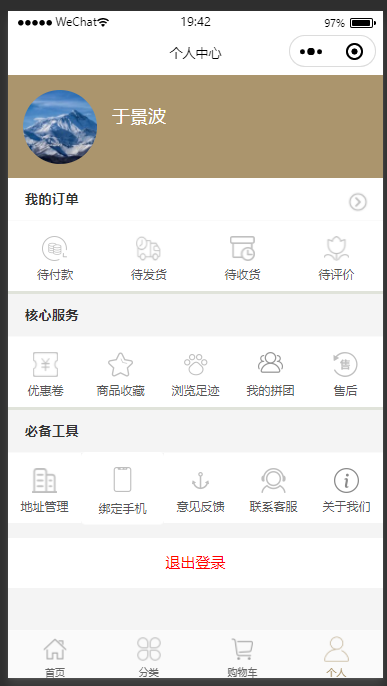 WeChat 19:42 97%
个人中心
于景波
我的订单
待付款 待发货 待收货 待评价
核心服务
¥ 售
优惠卷 商品收藏 浏览足迹 我的拼团 售后
必备工具
地址管理 绑定手机 意见反馈 联系客服 关于我们
退出登录
首页 分类 购物车 个人